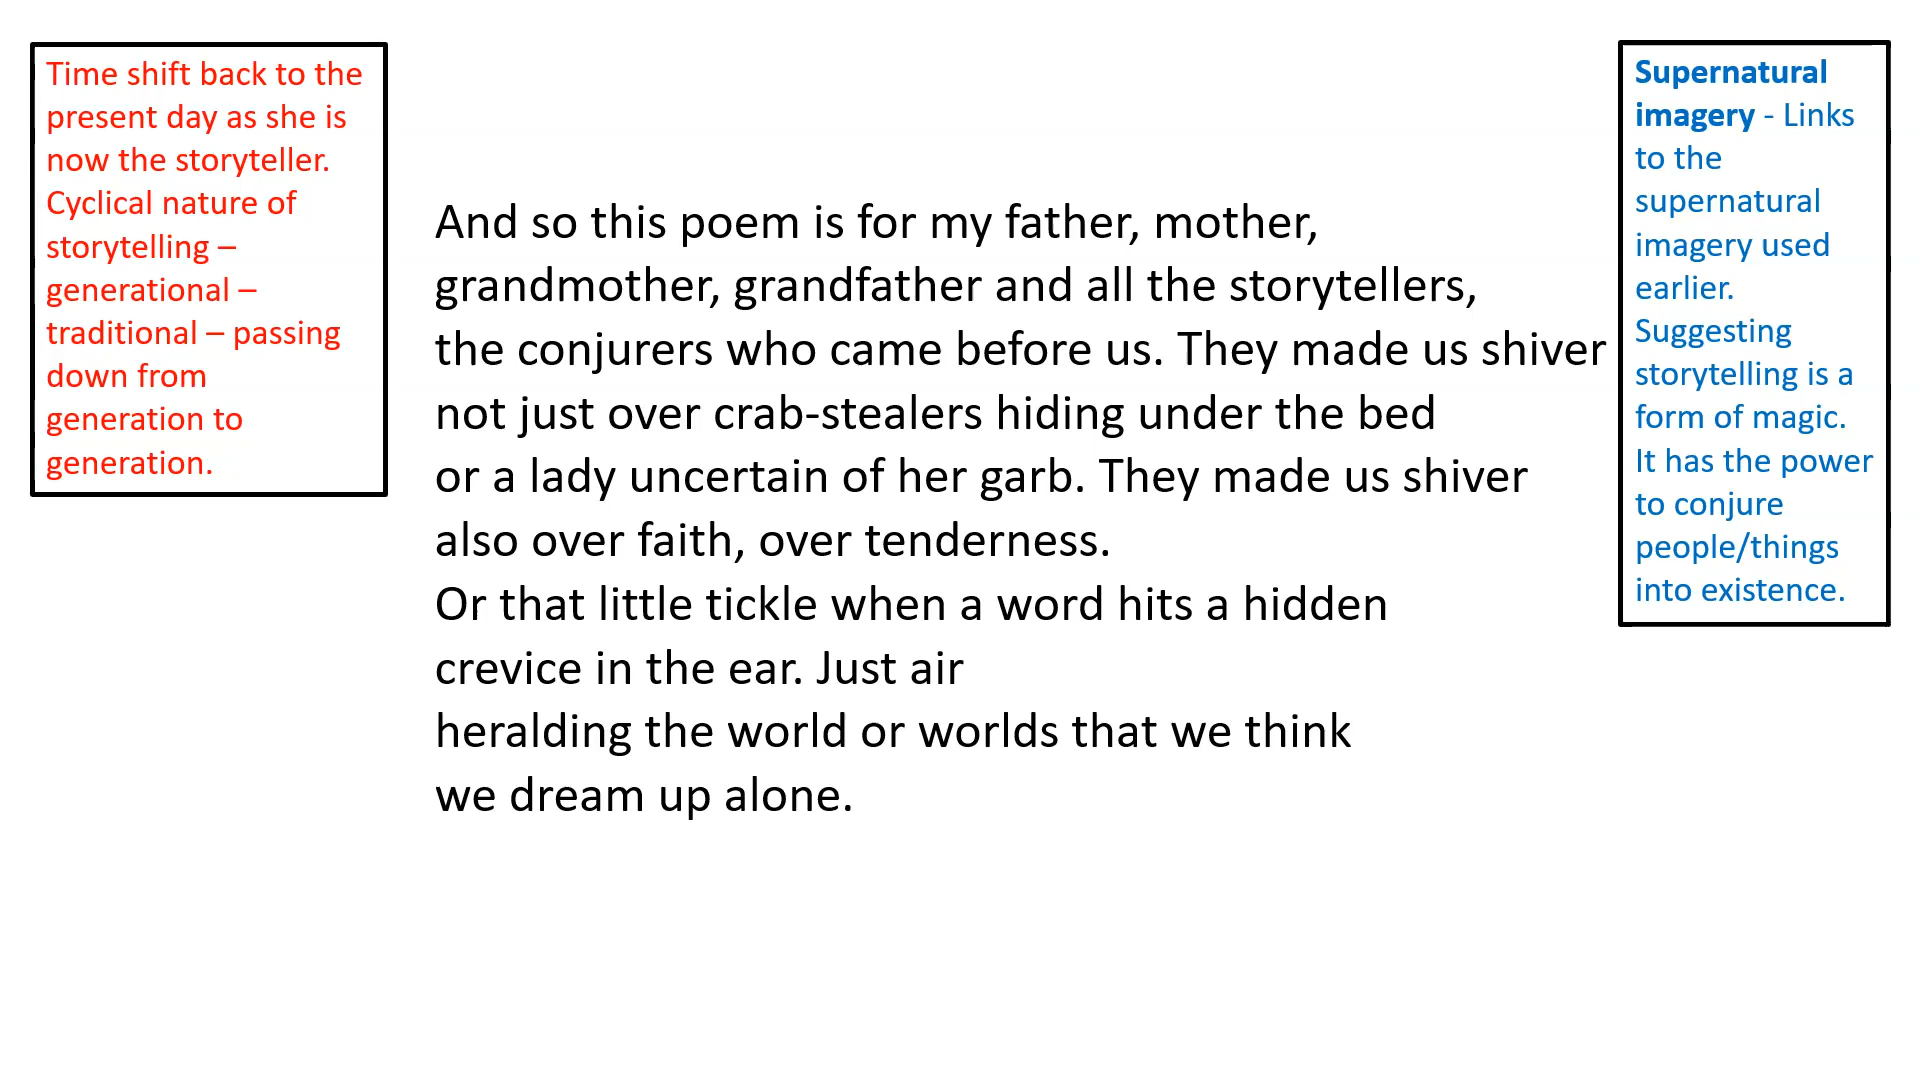 Time shift back to the
present day as she is
now the storyteller.
Cyclical nature of
storytelling –
generational –
traditional – passing
down from
generation to
generation.
And so this poem is for my father, mother,
grandmother, grandfather and all the storytellers,
the conjurers who came before us. They made us shiver
not just over crab-stealers hiding under the bed
or a lady uncertain of her garb. They made us shiver
also over faith, over tenderness.
Or that little tickle when a word hits a hidden
crevice in the ear. Just air
heralding the world or worlds that we think
we dream up alone.
Supernatural
imagery - Links
to the
supernatural
imagery used
earlier.
Suggesting
storytelling is a
form of magic.
It has the power
to conjure
people/things
into existence.